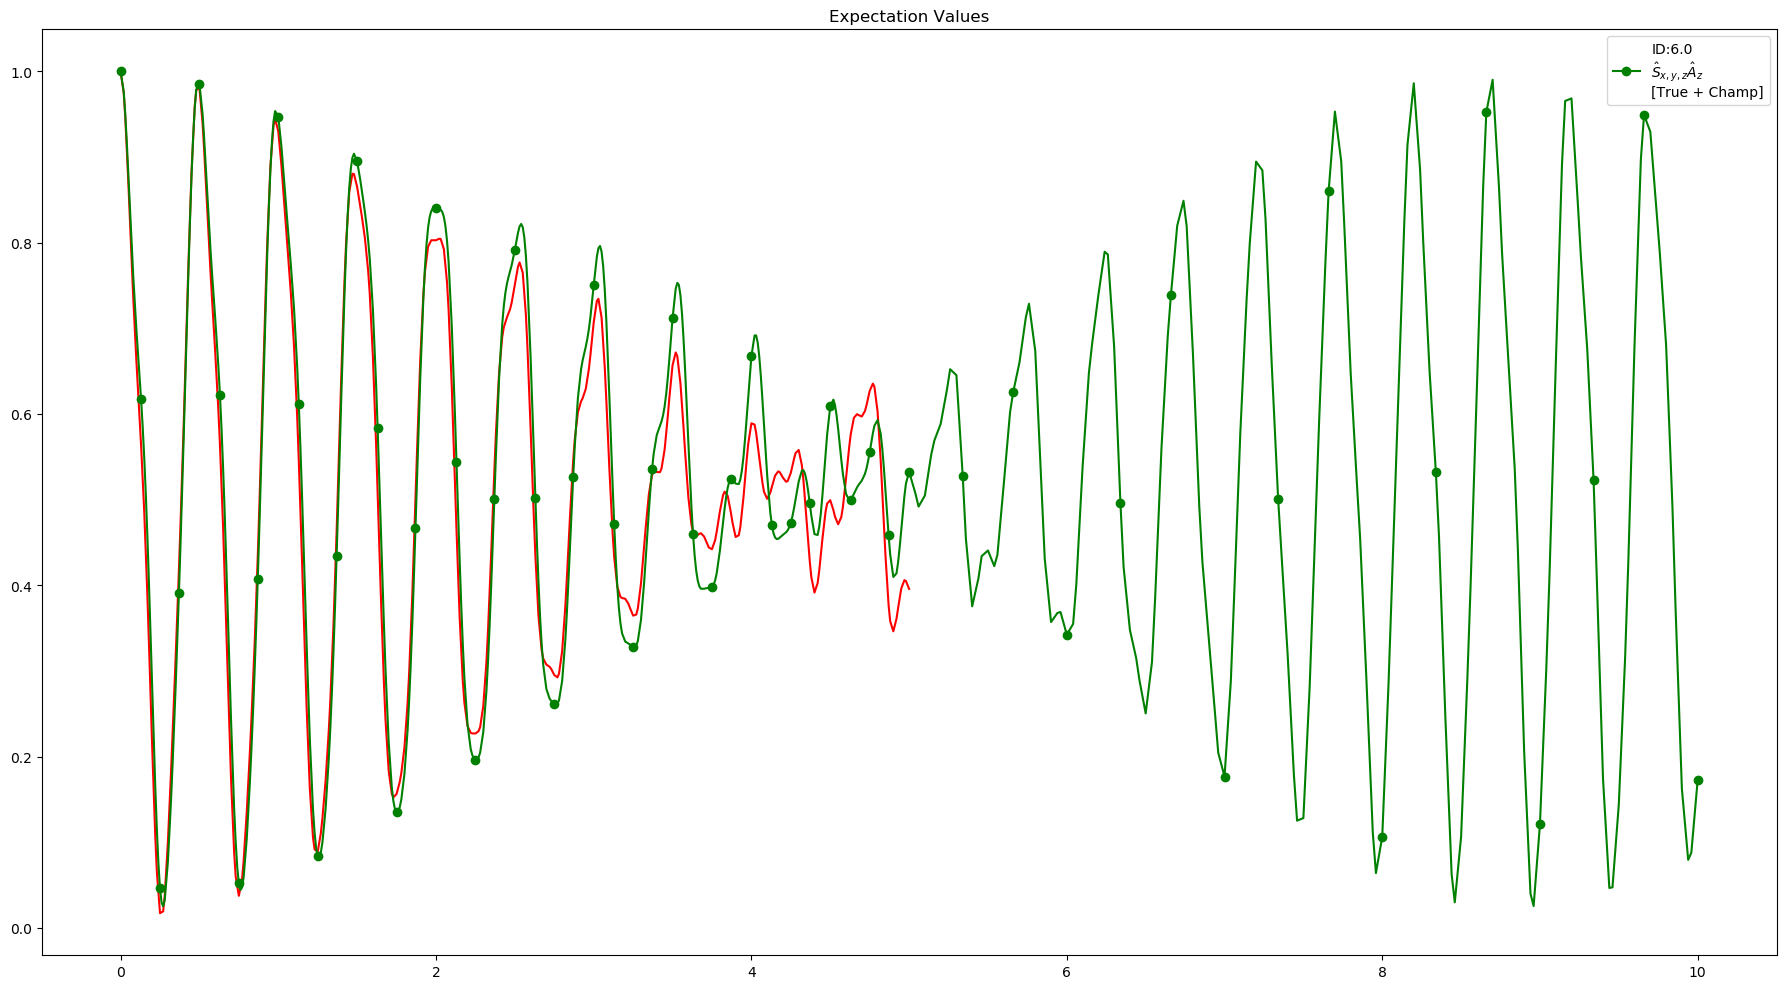 Expectation Values
ID:6.0
$\hat{S}_{x,y,z}\hat{A}_z$
[True + Champ]
1.0
0.8
0.6
0.4
0.2
0.0
0 2 4 6 8 10